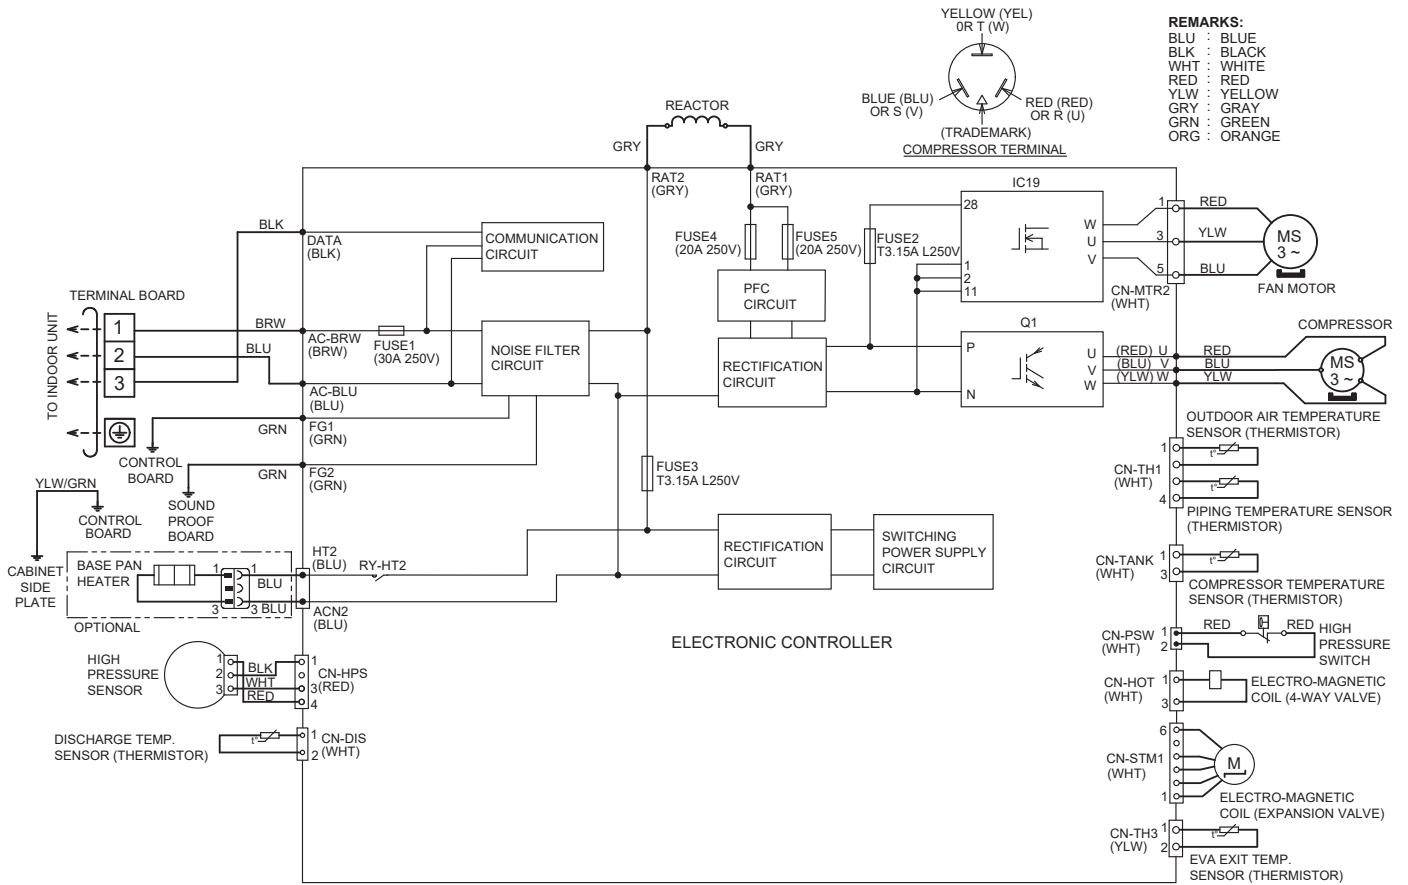 YELLOW (YEL)
0R T (W)
BLUE (BLU)
OR S (V)
RED (RED)
OR R (U)
(TRADEMARK)
COMPRESSOR TERMINAL
REMARKS:
BLU : BLUE
BLK : BLACK
WHT : WHITE
RED : RED
YLW : YELLOW
GRY : GRAY
GRN : GREEN
ORG : ORANGE
REACTOR
GRY
GRY
RAT2
(GRY)
RAT1
(GRY)
BLK
DATA
(BLK)
COMMUNICATION
CIRCUIT
FUSE4
(20A 250V)
FUSE5
(20A 250V)
FUSE2
T3.15A L250V
IC19
28
1
2
11
W
U
V
1
3
5
RED
YLW
BLU
CN-MTR2
(WHT)
MS
3 ~
FAN MOTOR
PFC
CIRCUIT
TERMINAL BOARD
TO INDOOR UNIT
1
2
3
BRW
BLU
AC-BRW
(BRW)
FUSE1
(30A 250V)
NOISE FILTER
CIRCUIT
AC-BLU
(BLU)
RECTIFICATION
CIRCUIT
Q1
P
N
U
V
W
(RED) U
(BLU) V
(YLW) W
RED
BLU
YLW
COMPRESSOR
MS
3 ~
GRN
FG1
(GRN)
CONTROL
BOARD
GRN
FG2
(GRN)
SOUND
PROOF
BOARD
YLW/GRN
CONTROL
BOARD
CABINET
SIDE
PLATE
FUSE3
T3.15A L250V
OUTDOOR AIR TEMPERATURE
SENSOR (THERMISTOR)
CN-TH1
(WHT)
1
4
t°
t°
PIPING TEMPERATURE SENSOR
(THERMISTOR)
BASE PAN
HEATER
OPTIONAL
1
3
1
3
BLU
BLU
HT2
(BLU)
RY-HT2
ACN2
(BLU)
RECTIFICATION
CIRCUIT
SWITCHING
POWER SUPPLY
CIRCUIT
CN-TANK
(WHT)
1
3
t°
COMPRESSOR TEMPERATURE
SENSOR (THERMISTOR)
ELECTRONIC CONTROLLER
CN-PSW
(WHT)
1
2
RED
RED
HIGH
PRESSURE
SWITCH
HIGH
PRESSURE
SENSOR
1
2
3
BLK
WHT
RED
1
3
4
CN-HPS
(RED)
CN-HOT
(WHT)
1
3
ELECTRO-MAGNETIC
COIL (4-WAY VALVE)
DISCHARGE TEMP.
SENSOR (THERMISTOR)
t°
1
2
CN-DIS
(WHT)
CN-STM1
(WHT)
6
1
M
ELECTRO-MAGNETIC
COIL (EXPANSION VALVE)
CN-TH3
(YLW)
1
2
t°
EVA EXIT TEMP.
SENSOR (THERMISTOR)